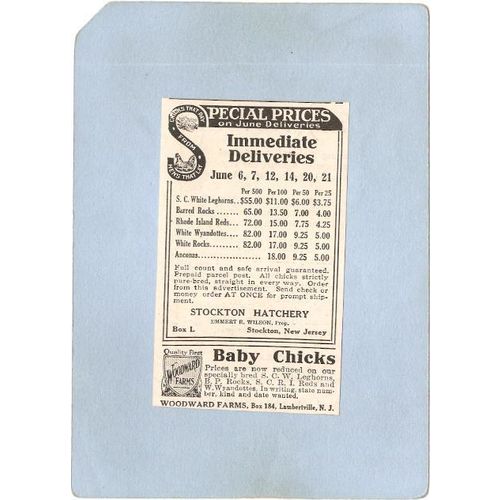 SPECIAL PRICES
on June Deliveries
CHICKS THAT PAY
FROM
HENS THAT LAY
Immediate
Deliveries
June 6, 7, 12, 14, 20, 21
Per 500 Per 100 Per 50 Per 25
S. C. White Leghorns..$55.00 $11.00 $6.00 $3.75
Barred Rocks ....... 65.00 13.50 7.00 4.00
Rhode Island Reds... 72.00 15.00 7.75 4.25
White Wyandottes.... 82.00 17.00 9.25 5.00
White Rocks......... 82.00 17.00 9.25 5.00
Anconas............. 18.00 9.25 5.00
Full count and safe arrival guaranteed.
Prepaid parcel post. All chicks strictly
pure-bred, straight in every way. Order
from this advertisement. Send check or
money order AT ONCE for prompt ship-
ment.
STOCKTON HATCHERY
EMMERT R. WILSON, Prop.
Box L Stockton, New Jersey
Quality First
WOODWARD
FARMS
Baby Chicks
Prices are now reduced on our
specially bred S. C. W. Leghorns,
B. P. Rocks, S. C. R. I. Reds and
W. Wyandottes. In writing, state num-
ber, kind and date wanted.
WOODWARD FARMS, Box 184, Lambertville, N. J.